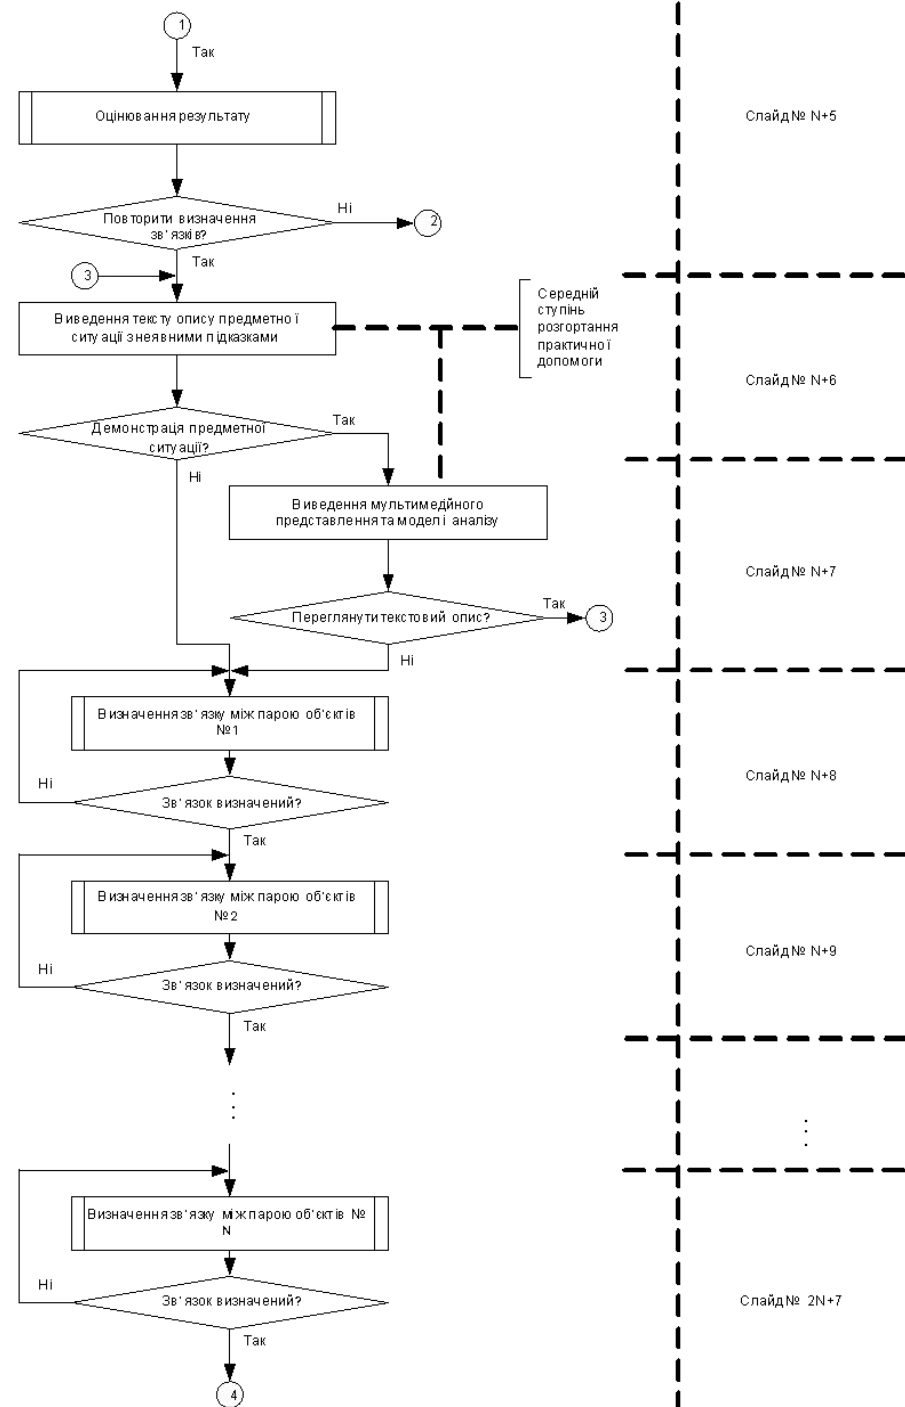 1
Так
Оцінювання результату
Слайд № N+5
Ні
Повторити визначення
зв'язків?
2
Так
3
Середній
ступінь
розгортання
практичної
допомоги
Виведення тексту опису предметної
ситуації з неявними підказками
Слайд № N+6
Так
Демонстрація предметної
ситуації?
Ні
Виведення мультимедійного
представлення та моделі аналізу
Слайд № N+7
Так
Переглянути текстовий опис?
3
Ні
Визначення зв'язку між парою об'єктів
№1
Ні
Слайд № N+8
Зв'язок визначений?
Так
Визначення зв'язку між парою об'єктів
№2
Слайд № N+9
Ні
Зв'язок визначений?
Так
Визначення зв'язку між парою об'єктів №
N
Ні
Зв'язок визначений?
Слайд № 2N+7
Так
4